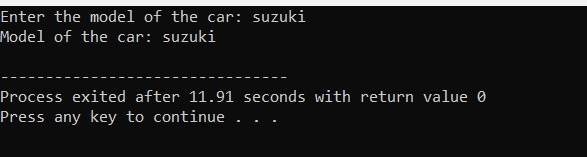 Enter the model of the car: suzuki
Model of the car: suzuki
--------------------------------
Process exited after 11.91 seconds with return value 0
Press any key to continue . . .